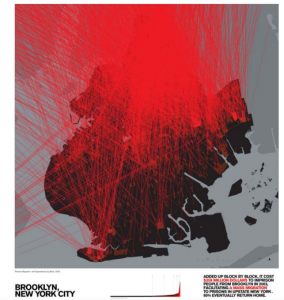 BROOKLYN,
NEW YORK CITY
ADDED UP BLOCK BY BLOCK, IT COST
$359 MILLION DOLLARS TO IMPRISON
PEOPLE FROM BROOKLYN IN 2003,
FACILITATING A MASS MIGRATION
TO PRISONS IN UPSTATE NEW YORK.
95% EVENTUALLY RETURN HOME.